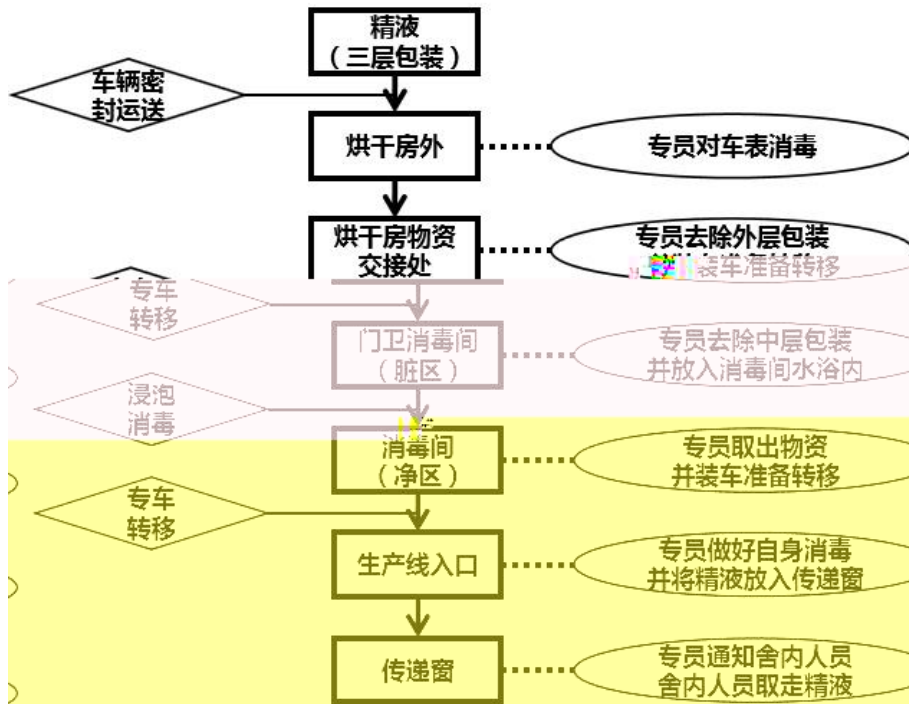 精液
（三层包装）
车辆密
封运送
烘干房外
专员对车表消毒
烘干房物资
交接处
专员去除外层包装
装车准备转移
专车
转移
门卫消毒间
（脏区）
专员去除中层包装
并放入消毒间水浴内
浸泡
消毒
消毒间
（净区）
专员取出物资
并装车准备转移
专车
转移
生产线入口
专员做好自身消毒
并将精液放入传递窗
传递窗
专员通知舍内人员
舍内人员取走精液